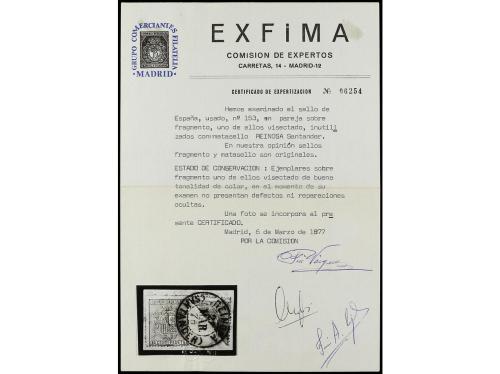 GRUPO COMERCIANTES FILATELIA
• MADRID •
EXFiMA
COMISION DE EXPERTOS
CARRETAS, 14 - MADRID-12
CERTIFICADO DE EXPERTIZACION Nº 06254
Hemos examinado el sello de
España, usado, nº 153, en pareja sobre
fragmento, uno de ellos visectado, inutili
zados con matasello REINOSA Santander.
En nuestra opinión sellos
fragmento y matasello son originales.
ESTADO DE CONSERVACION : Ejemplares sobre
fragmento uno de ellos visectado de buena
tonalidad de color, en el momento de su
examen no presentan defectos ni reparaciones
ocultas.
Una foto se incorpora al pre
sente CERTIFICADO.
Madrid, 6 de Marzo de 1877
POR LA COMISION
REINOSA
MAR